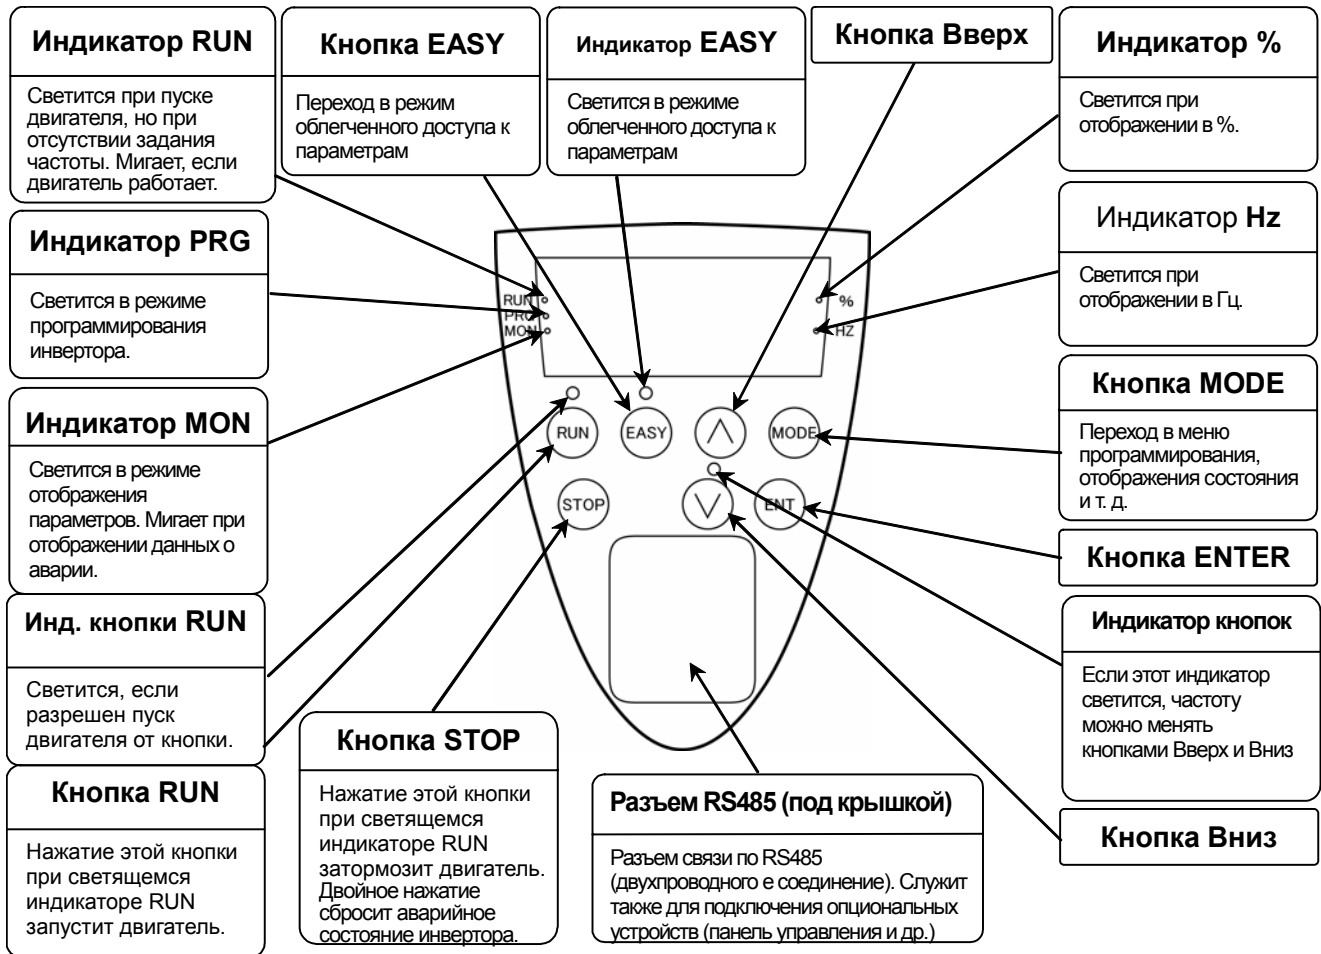 Индикатор RUN
Светится при пуске
двигателя, но при
отсутствии задания
частоты. Мигает, если
двигатель работает.
Кнопка EASY
Переход в режим
облегченного доступа к
параметрам
Индикатор EASY
Светится в режиме
облегченного доступа к
параметрам
Кнопка Вверх
Индикатор %
Светится при
отображении в %.
Индикатор PRG
Светится в режиме
программирования
инвертора.
Индикатор Hz
Светится при
отображении в Гц.
RUN
PRG
MON
%
HZ
Индикатор MON
Светится в режиме
отображения
параметров. Мигает при
отображении данных о
аварии.
RUN
EASY
MODE
STOP
ENT
Кнопка MODE
Переход в меню
программирования,
отображения состояния
и т. д.
Кнопка ENTER
Инд. кнопки RUN
Светится, если
разрешен пуск
двигателя от кнопки.
Индикатор кнопок
Если этот индикатор
светится, частоту
можно менять
кнопками Вверх и Вниз
Кнопка RUN
Нажатие этой кнопки
при светящемся
индикаторе RUN
запустит двигатель.
Кнопка STOP
Нажатие этой кнопки
при светящемся
индикаторе RUN
затормозит двигатель.
Двойное нажатие
сбросит аварийное
состояние инвертора.
Разъем RS485 (под крышкой)
Разъем связи по RS485
(двухпроводного е соединение). Служит
также для подключения опциональных
устройств (панель управления и др.)
Кнопка Вниз